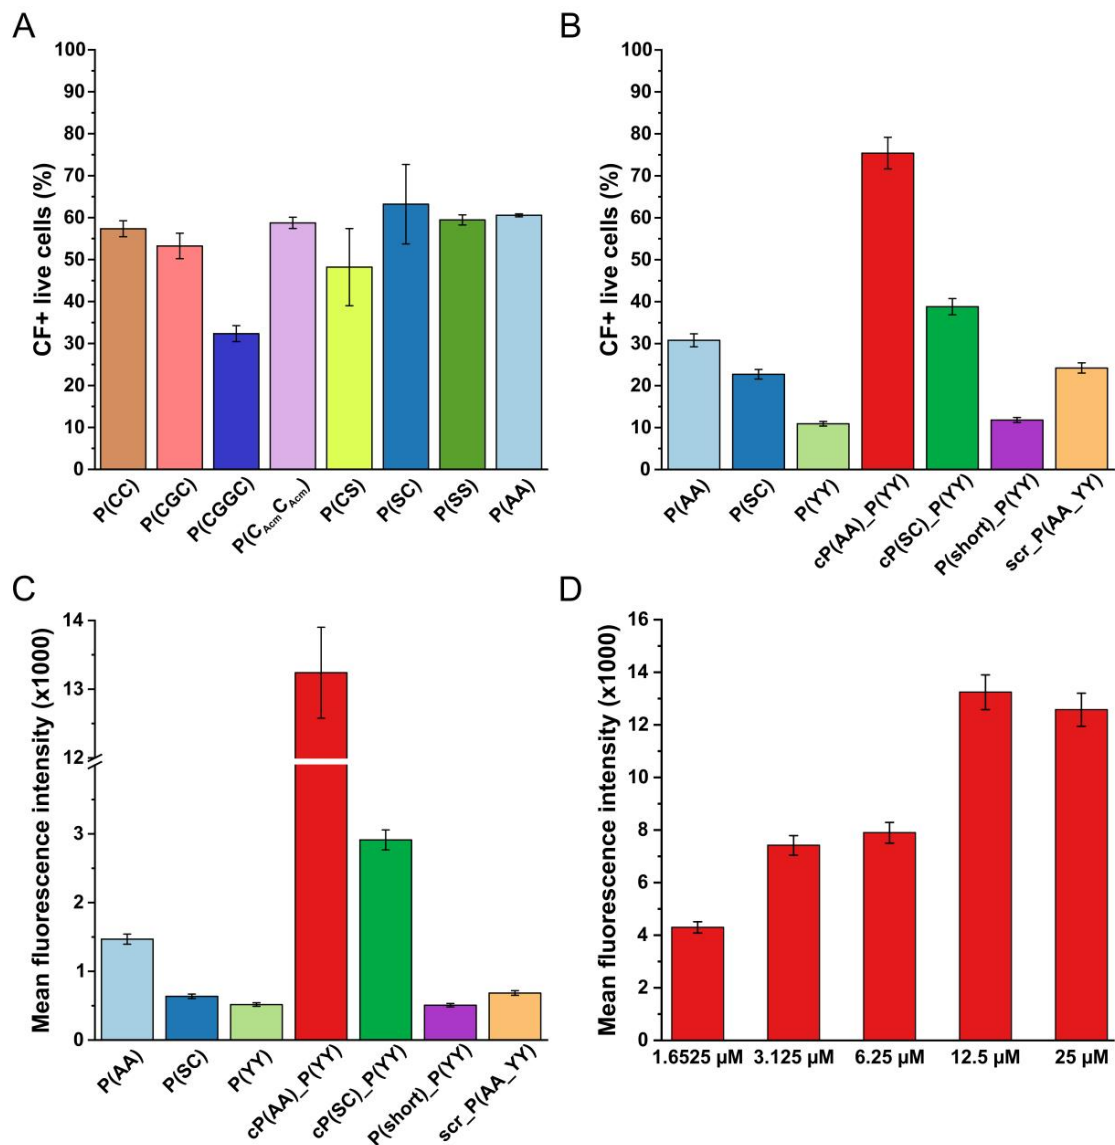 A
CF+ live cells (%)
100
90
80
70
60
50
40
30
20
10
0
P(CC)
P(CGC)
P(CGGC)
P(CAcmCAcm)
P(CS)
P(SC)
P(SS)
P(AA)
B
CF+ live cells (%)
100
90
80
70
60
50
40
30
20
10
0
P(AA)
P(SC)
P(YY)
cP(AA)_P(YY)
cP(SC)_P(YY)
P(short)_P(YY)
scr_P(AA_YY)
C
Mean fluorescence intensity (x1000)
14
13
12
3
2
1
0
P(AA)
P(SC)
P(YY)
cP(AA)_P(YY)
cP(SC)_P(YY)
P(short)_P(YY)
scr_P(AA_YY)
D
Mean fluorescence intensity (x1000)
16
14
12
10
8
6
4
2
0
1.6525 µM
3.125 µM
6.25 µM
12.5 µM
25 µM